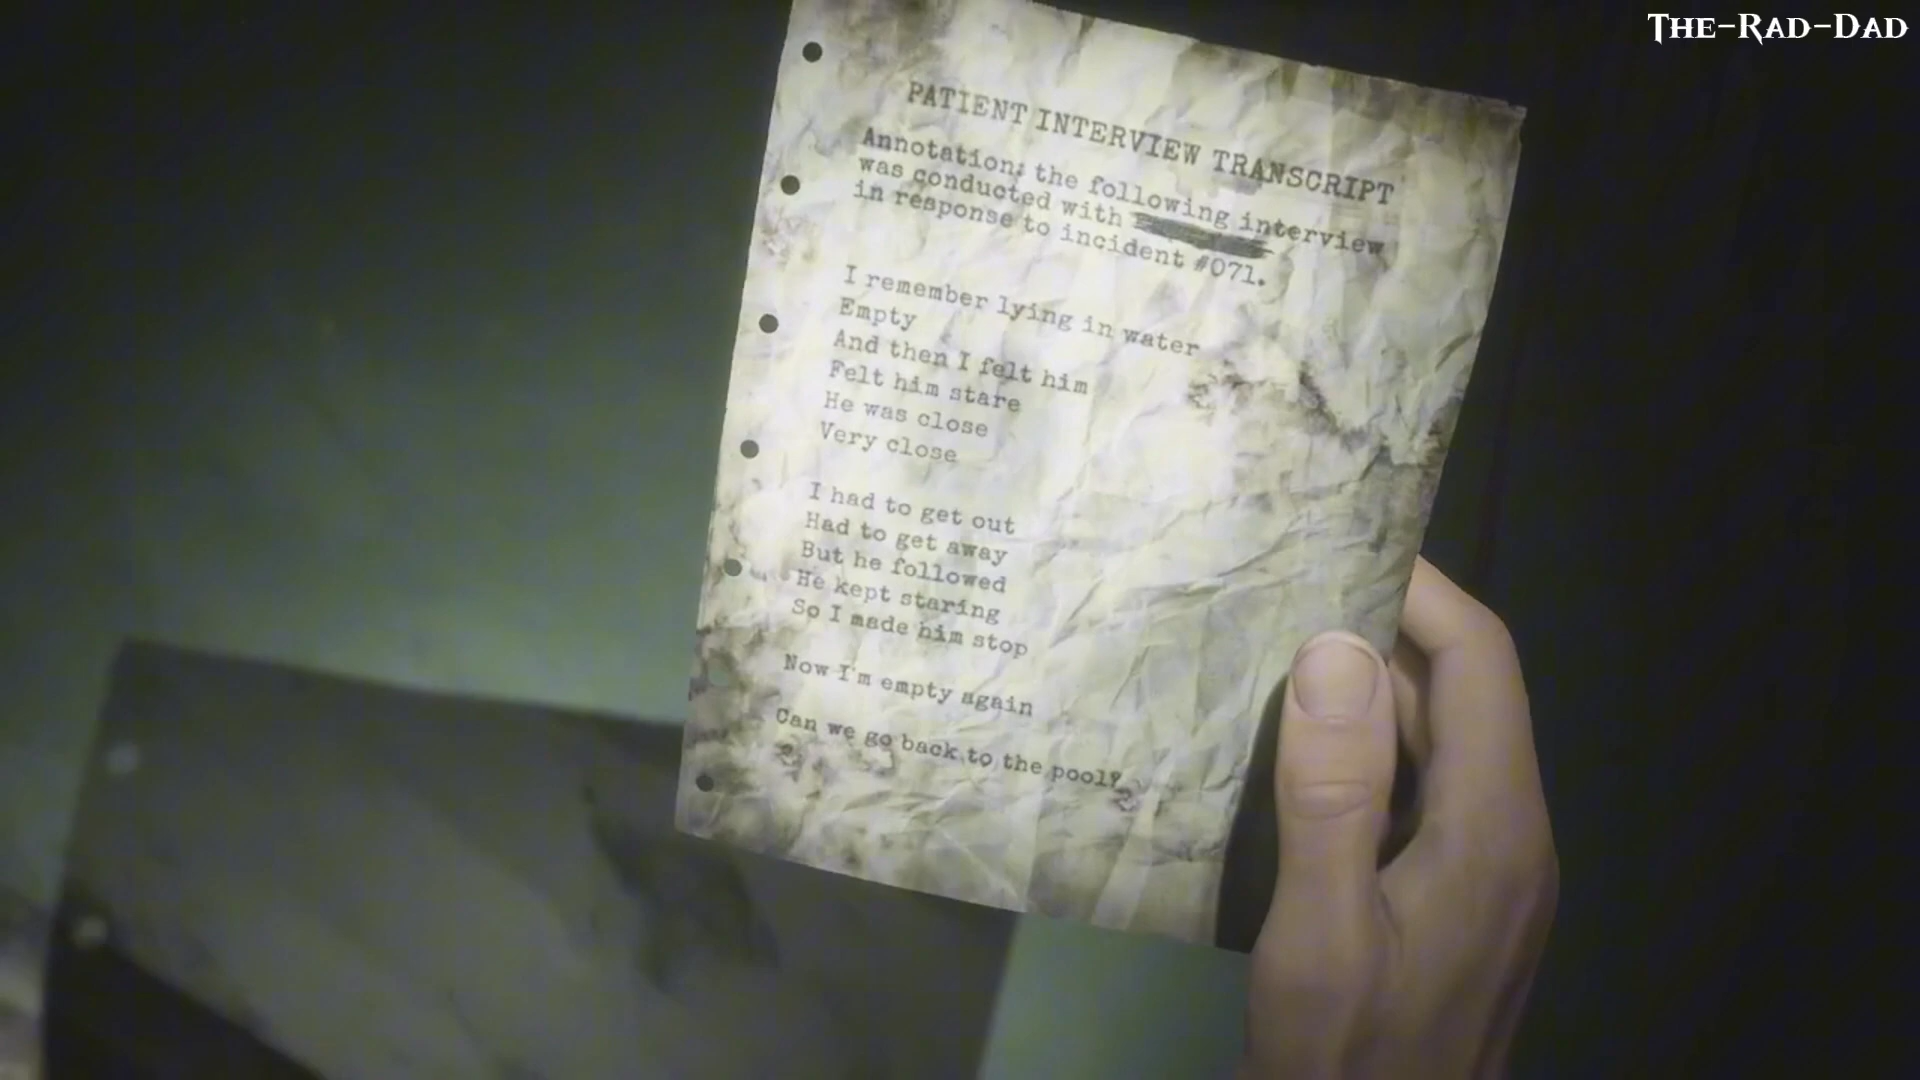 The-Rad-Dad
PATIENT INTERVIEW TRANSCRIPT
Annotation: the following interview
was conducted with
in response to incident #071.
I remember lying in water
Empty
And then I felt him
Felt him stare
He was close
Very close
I had to get out
Had to get away
But he followed
He kept staring
So I made him stop
Now I'm empty again
Can we go back to the pool?